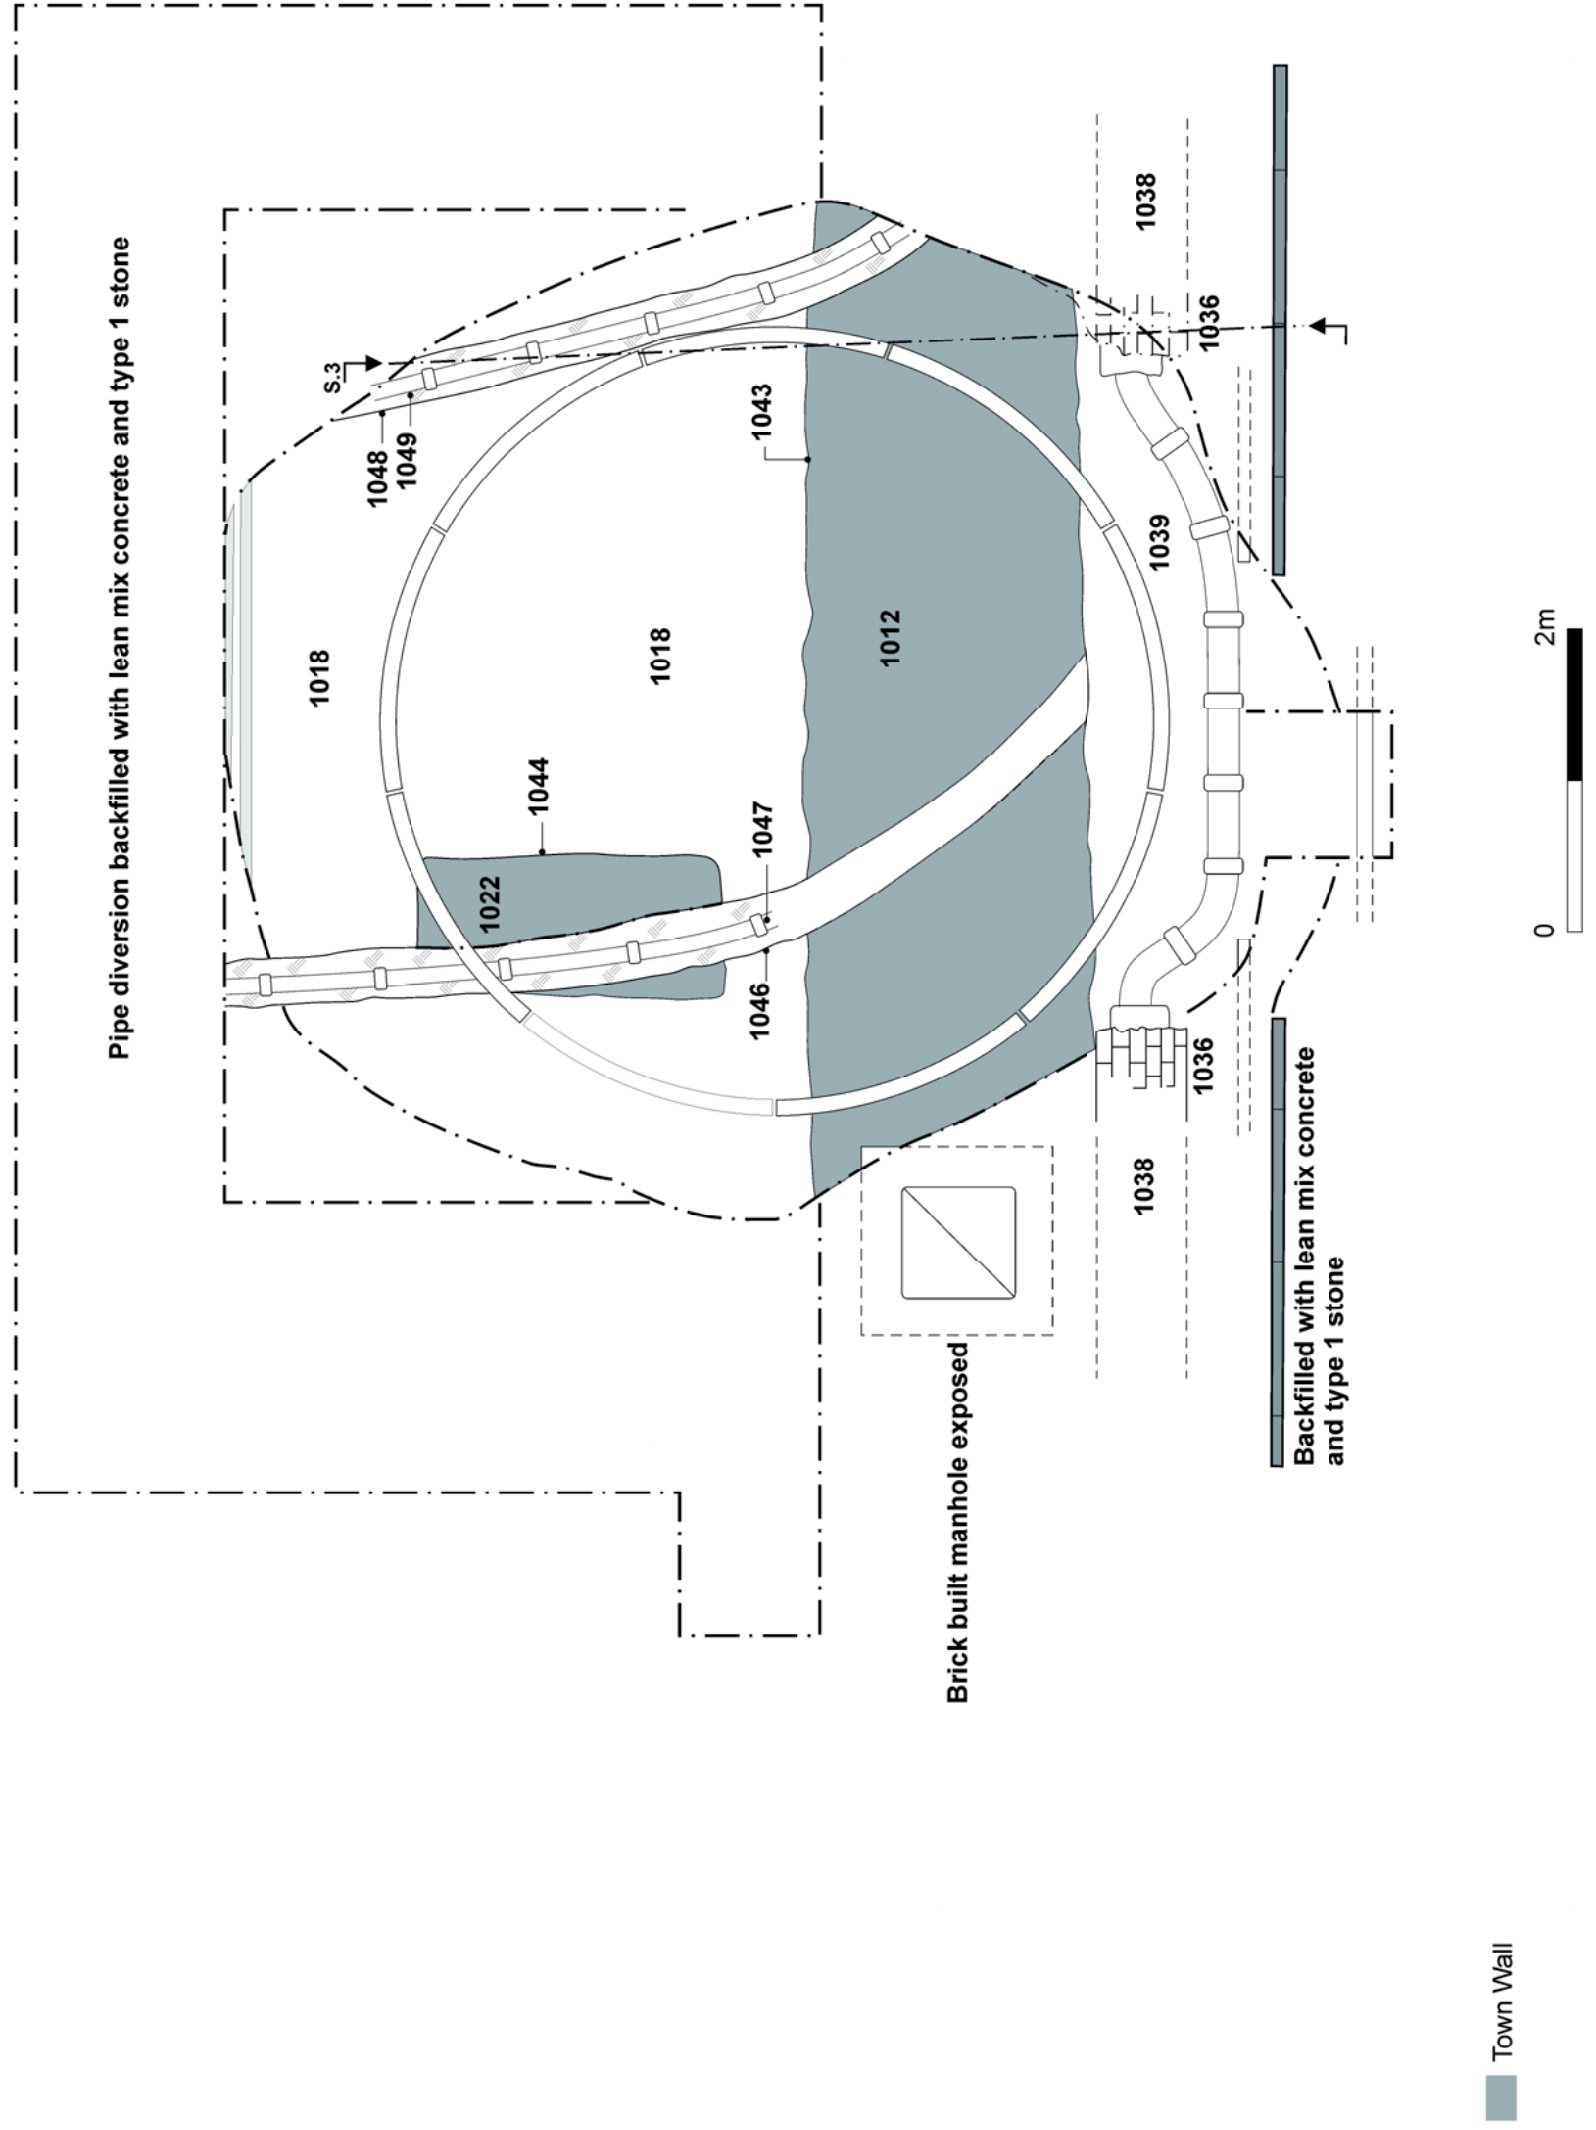 Pipe diversion backfilled with lean mix concrete and type 1 stone
S.3
1048
1049
1018
1018
1044
1022
1043
1047
1046
1012
1038
1036
1039
1036
1038
Brick built manhole exposed
Backfilled with lean mix concrete
and type 1 stone
0 2m
Town Wall